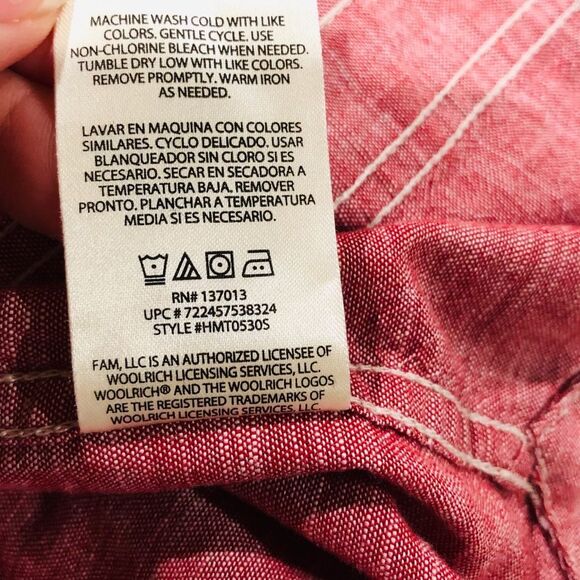 MACHINE WASH COLD WITH LIKE
COLORS. GENTLE CYCLE. USE
NON-CHLORINE BLEACH WHEN NEEDED.
TUMBLE DRY LOW WITH LIKE COLORS.
REMOVE PROMPTLY. WARM IRON
AS NEEDED.
LAVAR EN MAQUINA CON COLORES
SIMILARES. CYCLO DELICADO. USAR
BLANQUEADOR SIN CLORO SI ES
NECESARIO. SECAR EN SECADORA A
TEMPERATURA BAJA. REMOVER
PRONTO. PLANCHAR A TEMPERATURA
MEDIA SI ES NECESARIO.
RN# 137013
UPC # 722457538324
STYLE #HMT0530S
FAM, LLC IS AN AUTHORIZED LICENSEE OF
WOOLRICH LICENSING SERVICES, LLC.
WOOLRICH® AND THE WOOLRICH LOGOS
ARE THE REGISTERED TRADEMARKS OF
WOOLRICH LICENSING SERVICES, LLC